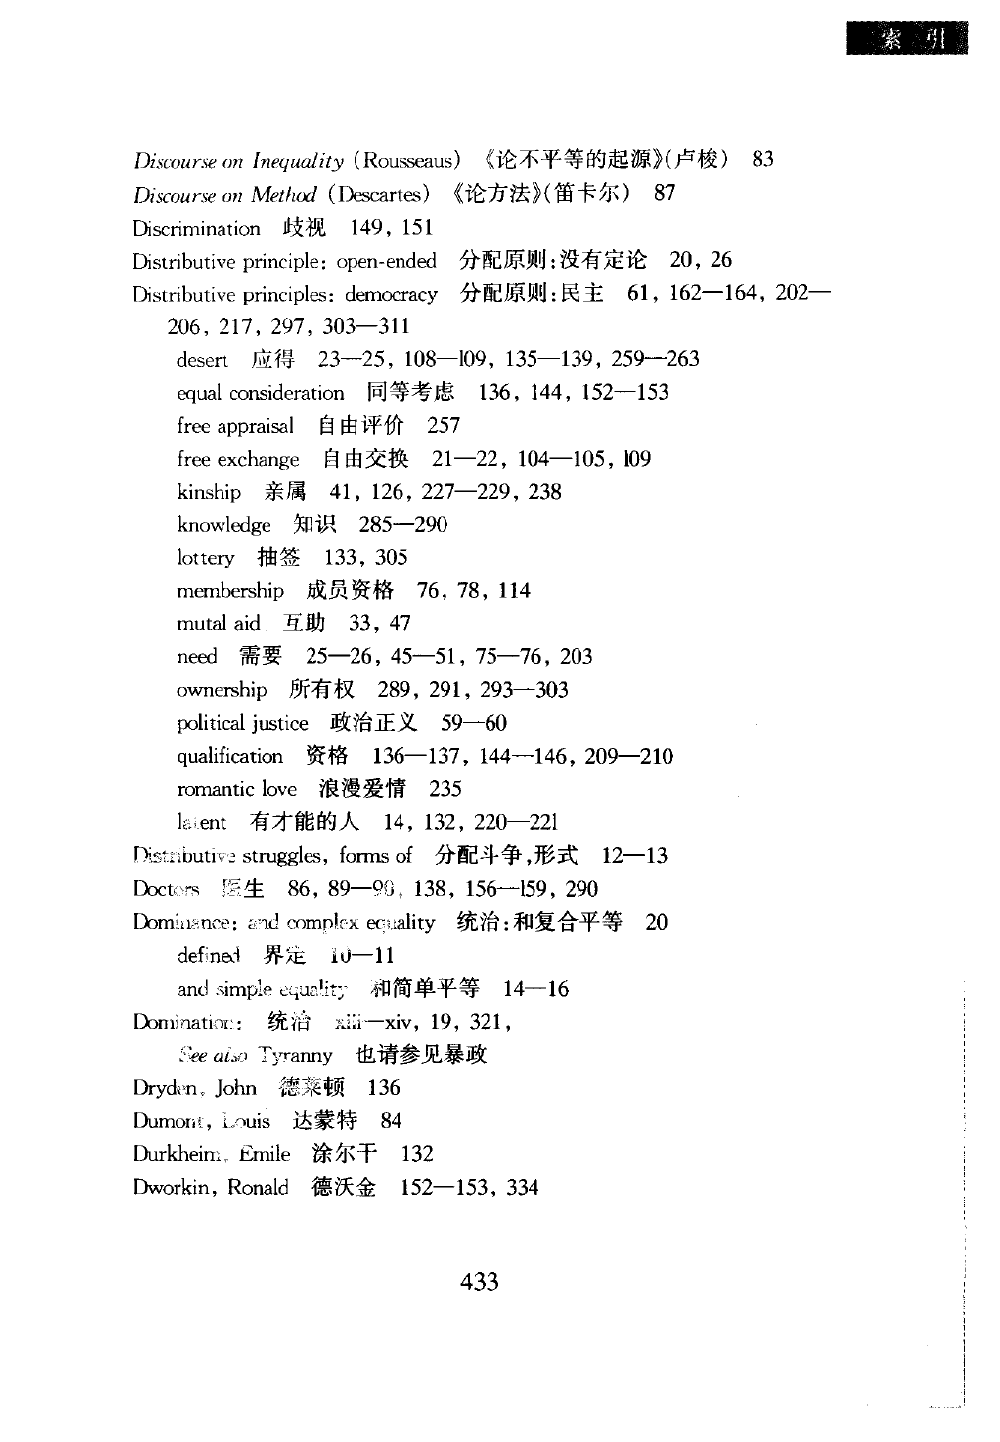 索 引
Discourse on Inequality (Rousseaus) 《论不平等的起源》(卢梭) 83
Discourse on Method (Descartes) 《论方法》(笛卡尔) 87
Discrimination 歧视 149, 151
Distributive principle: open-ended 分配原则:没有定论 20, 26
Distributive principles: democracy 分配原则:民主 61, 162—164, 202—
206, 217, 297, 303—311
desert 应得 23—25, 108—109, 135—139, 259—263
equal consideration 同等考虑 136, 144, 152—153
free appraisal 自由评价 257
free exchange 自由交换 21—22, 104—105, 109
kinship 亲属 41, 126, 227—229, 238
knowledge 知识 285—290
lottery 抽签 133, 305
membership 成员资格 76, 78, 114
mutal aid 互助 33, 47
need 需要 25—26, 45—51, 75—76, 203
ownership 所有权 289, 291, 293—303
political justice 政治正义 59—60
qualification 资格 136—137, 144—146, 209—210
romantic love 浪漫爱情 235
有才能的人 14, 132, 220—221
Distributive struggles, forms of 分配斗争,形式 12—13
Doctors 医生 86, 89—90, 138, 156—159, 290
Dominance: and complex equality 统治:和复合平等 20
defined 界定 10—11
and simple equality 和简单平等 14—16
Domination: 统治 xiii—xiv, 19, 321,
See also Tyranny 也请参见暴政
Dryden, John 德莱顿 136
Dumont, Louis 达蒙特 84
Durkheim, Emile 涂尔干 132
Dworkin, Ronald 德沃金 152—153, 334
433